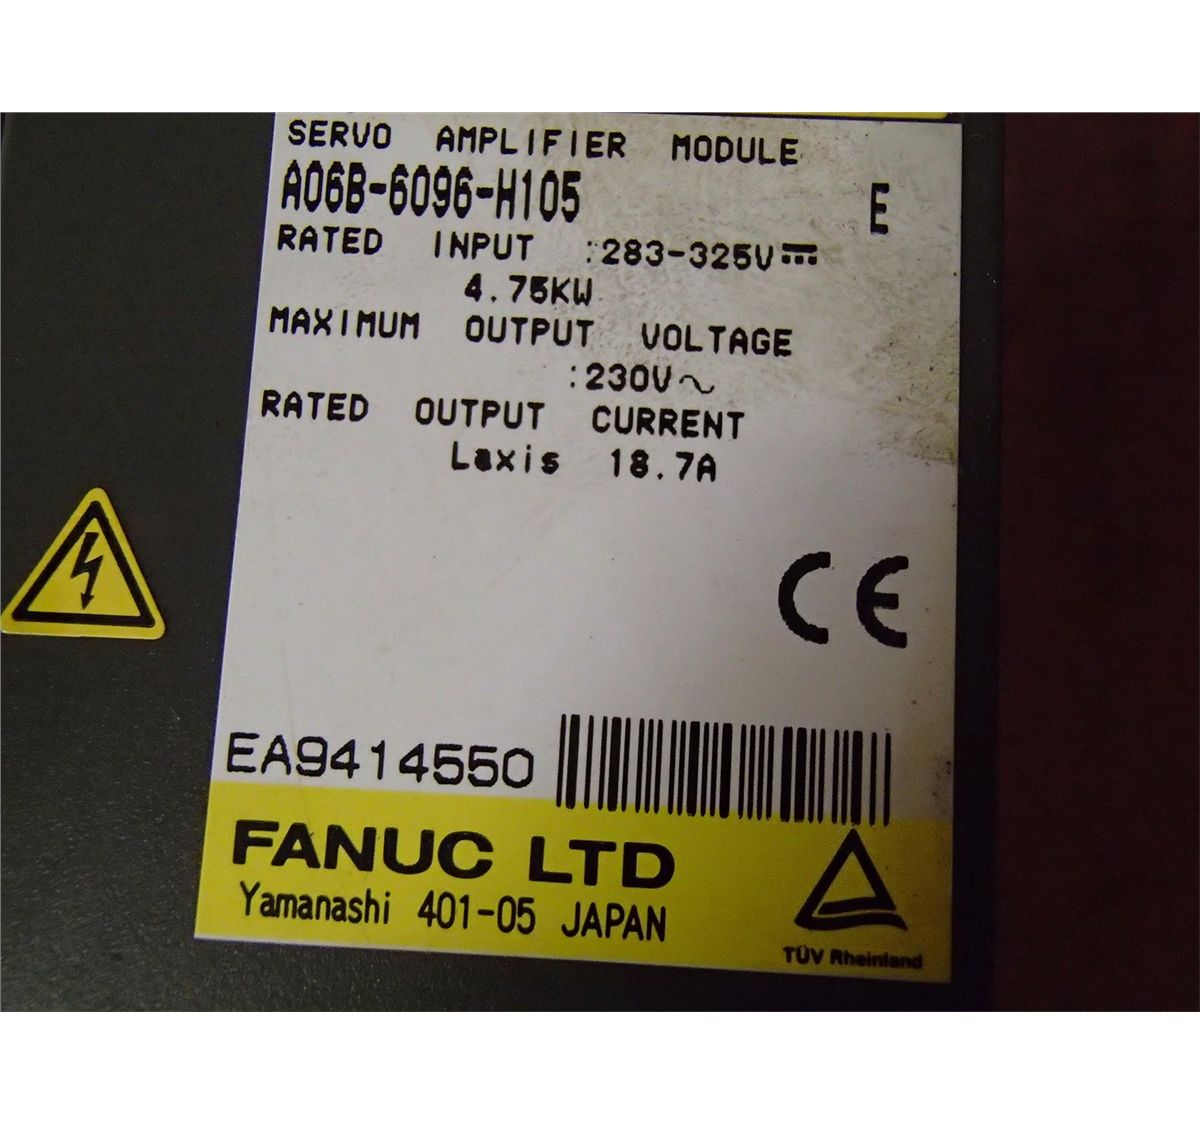 SERVO AMPLIFIER MODULE
A06B-6096-H105 E
RATED INPUT :283-325V⎓
4.75KW
MAXIMUM OUTPUT VOLTAGE
:230V~
RATED OUTPUT CURRENT
Laxis 18.7A
CE
EA9414550
FANUC LTD
Yamanashi 401-05 JAPAN
TÜV Rheinland